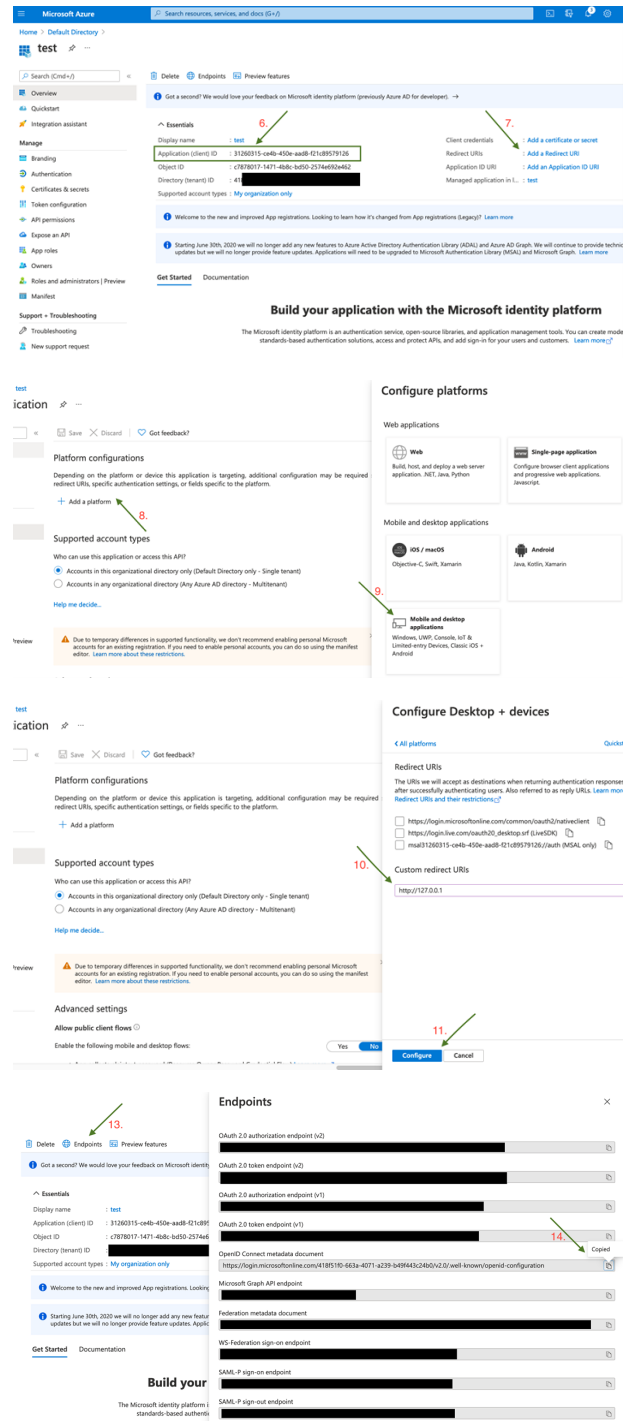 Microsoft Azure
Search resources, services, and docs (G+/)
Home > Default Directory >
test
Search (Cmd+/)
Delete Endpoints Preview features
Overview
Quickstart
Integration assistant
Manage
Branding
Authentication
Certificates & secrets
Token configuration
API permissions
Expose an API
App roles
Owners
Roles and administrators | Preview
Manifest
Support + Troubleshooting
Troubleshooting
New support request
Got a second? We would love your feedback on Microsoft identity platform (previously Azure AD for developer). →
6.
7.
Essentials
Display name : test
Application (client) ID : 31260315-ce4b-450e-aad8-f21c89579126
Object ID : c7878017-1471-4b8c-bd50-2574e692e462
Directory (tenant) ID : 41
Supported account types : My organization only
Client credentials : Add a certificate or secret
Redirect URIs : Add a Redirect URI
Application ID URI : Add an Application ID URI
Managed application in l... : test
Welcome to the new and improved App registrations. Looking to learn how it's changed from App registrations (Legacy)? Learn more
Starting June 30th, 2020 we will no longer add any new features to Azure Active Directory Authentication Library (ADAL) and Azure AD Graph. We will continue to provide technic
updates but we will no longer provide feature updates. Applications will need to be upgraded to Microsoft Authentication Library (MSAL) and Microsoft Graph. Learn more
Get Started Documentation
Build your application with the Microsoft identity platform
The Microsoft identity platform is an authentication service, open-source libraries, and application management tools. You can create mode
standards-based authentication solutions, access and protect APIs, and add sign-in for your users and customers. Learn more
test
ication
Save Discard Got feedback?
Platform configurations
Depending on the platform or device this application is targeting, additional configuration may be required
redirect URIs, specific authentication settings, or fields specific to the platform.
Add a platform
8.
Supported account types
Who can use this application or access this API?
Accounts in this organizational directory only (Default Directory only - Single tenant)
Accounts in any organizational directory (Any Azure AD directory - Multitenant)
Help me decide...
Preview
Due to temporary differences in supported functionality, we don't recommend enabling personal Microsoft
accounts for an existing registration. If you need to enable personal accounts, you can do so using the manifest
editor. Learn more about these restrictions.
Configure platforms
Web applications
Web
Build, host, and deploy a web server
application. .NET, Java, Python
Single-page application
Configure browser client applications
and progressive web applications.
Javascript.
Mobile and desktop applications
iOS / macOS
Objective-C, Swift, Xamarin
Android
Java, Kotlin, Xamarin
9.
Mobile and desktop
applications
Windows, UWP, Console, IoT &
Limited-entry Devices, Classic iOS +
Android
test
ication
Save Discard Got feedback?
Platform configurations
Depending on the platform or device this application is targeting, additional configuration may be required
redirect URIs, specific authentication settings, or fields specific to the platform.
Add a platform
Supported account types
Who can use this application or access this API?
Accounts in this organizational directory only (Default Directory only - Single tenant)
Accounts in any organizational directory (Any Azure AD directory - Multitenant)
Help me decide...
Preview
Due to temporary differences in supported functionality, we don't recommend enabling personal Microsoft
accounts for an existing registration. If you need to enable personal accounts, you can do so using the manifest
editor. Learn more about these restrictions.
Advanced settings
Allow public client flows
Enable the following mobile and desktop flows:
Yes No
Configure Desktop + devices
All platforms
Quickst
Redirect URIs
The URIs we will accept as destinations when returning authentication responses
after successfully authenticating users. Also referred to as reply URLs. Learn mor
Redirect URIs and their restrictions
https://login.microsoftonline.com/common/oauth2/nativeclient
https://login.live.com/oauth20_desktop.srf (LiveSDK)
msal31260315-ce4b-450e-aad8-f21c89579126://auth (MSAL only)
10.
Custom redirect URIs
http://127.0.0.1
11.
Configure Cancel
13.
Delete Endpoints Preview features
Got a second? We would love your feedback on Microsoft identity
Essentials
Display name : test
Application (client) ID : 31260315-ce4b-450e-aad8-f21c895
Object ID : c7878017-1471-4b8c-bd50-2574e6
Directory (tenant) ID :
Supported account types : My organization only
Welcome to the new and improved App registrations. Looking
Starting June 30th, 2020 we will no longer add any new featur
updates but we will no longer provide feature updates. Applic
Get Started Documentation
Build your
The Microsoft identity platform i
standards-based authenti
Endpoints
OAuth 2.0 authorization endpoint (v2)
OAuth 2.0 token endpoint (v2)
OAuth 2.0 authorization endpoint (v1)
OAuth 2.0 token endpoint (v1)
14.
Copied
OpenID Connect metadata document
https://login.microsoftonline.com/418f51f0-663a-4071-a239-b49f443c24b0/v2.0/.well-known/openid-configuration
Microsoft Graph API endpoint
Federation metadata document
WS-Federation sign-on endpoint
SAML-P sign-on endpoint
SAML-P sign-out endpoint